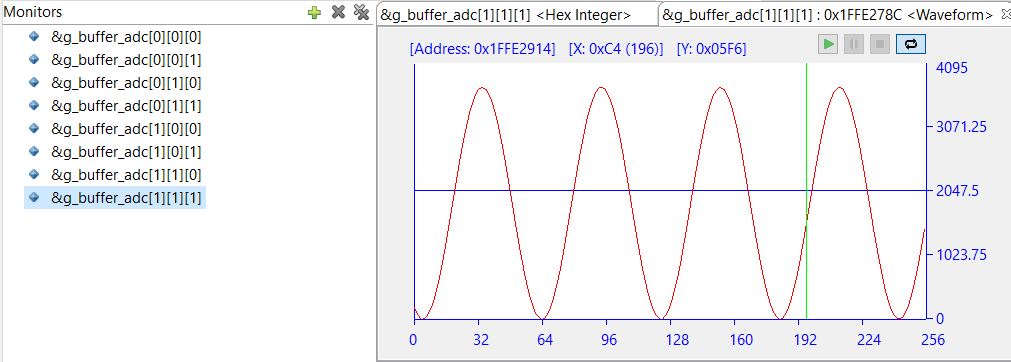 Monitors
&g_buffer_adc[0][0][0]
&g_buffer_adc[0][0][1]
&g_buffer_adc[0][1][0]
&g_buffer_adc[0][1][1]
&g_buffer_adc[1][0][0]
&g_buffer_adc[1][0][1]
&g_buffer_adc[1][1][0]
&g_buffer_adc[1][1][1]
&g_buffer_adc[1][1][1] <Hex Integer>
&g_buffer_adc[1][1][1] : 0x1FFE278C <Waveform>
[Address: 0x1FFE2914] [X: 0xC4 (196)] [Y: 0x05F6]
4095
3071.25
2047.5
1023.75
0
0 32 64 96 128 160 192 224 256